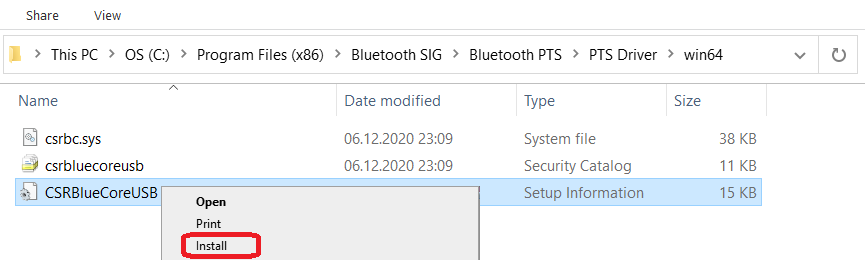 Share View
This PC > OS (C:) > Program Files (x86) > Bluetooth SIG > Bluetooth PTS > PTS Driver > win64
Name Date modified Type Size
csrbc.sys 06.12.2020 23:09 System file 38 KB
csrbluecoreusb 06.12.2020 23:09 Security Catalog 11 KB
CSRBlueCoreUSB Setup Information 15 KB
Open
Print
Install